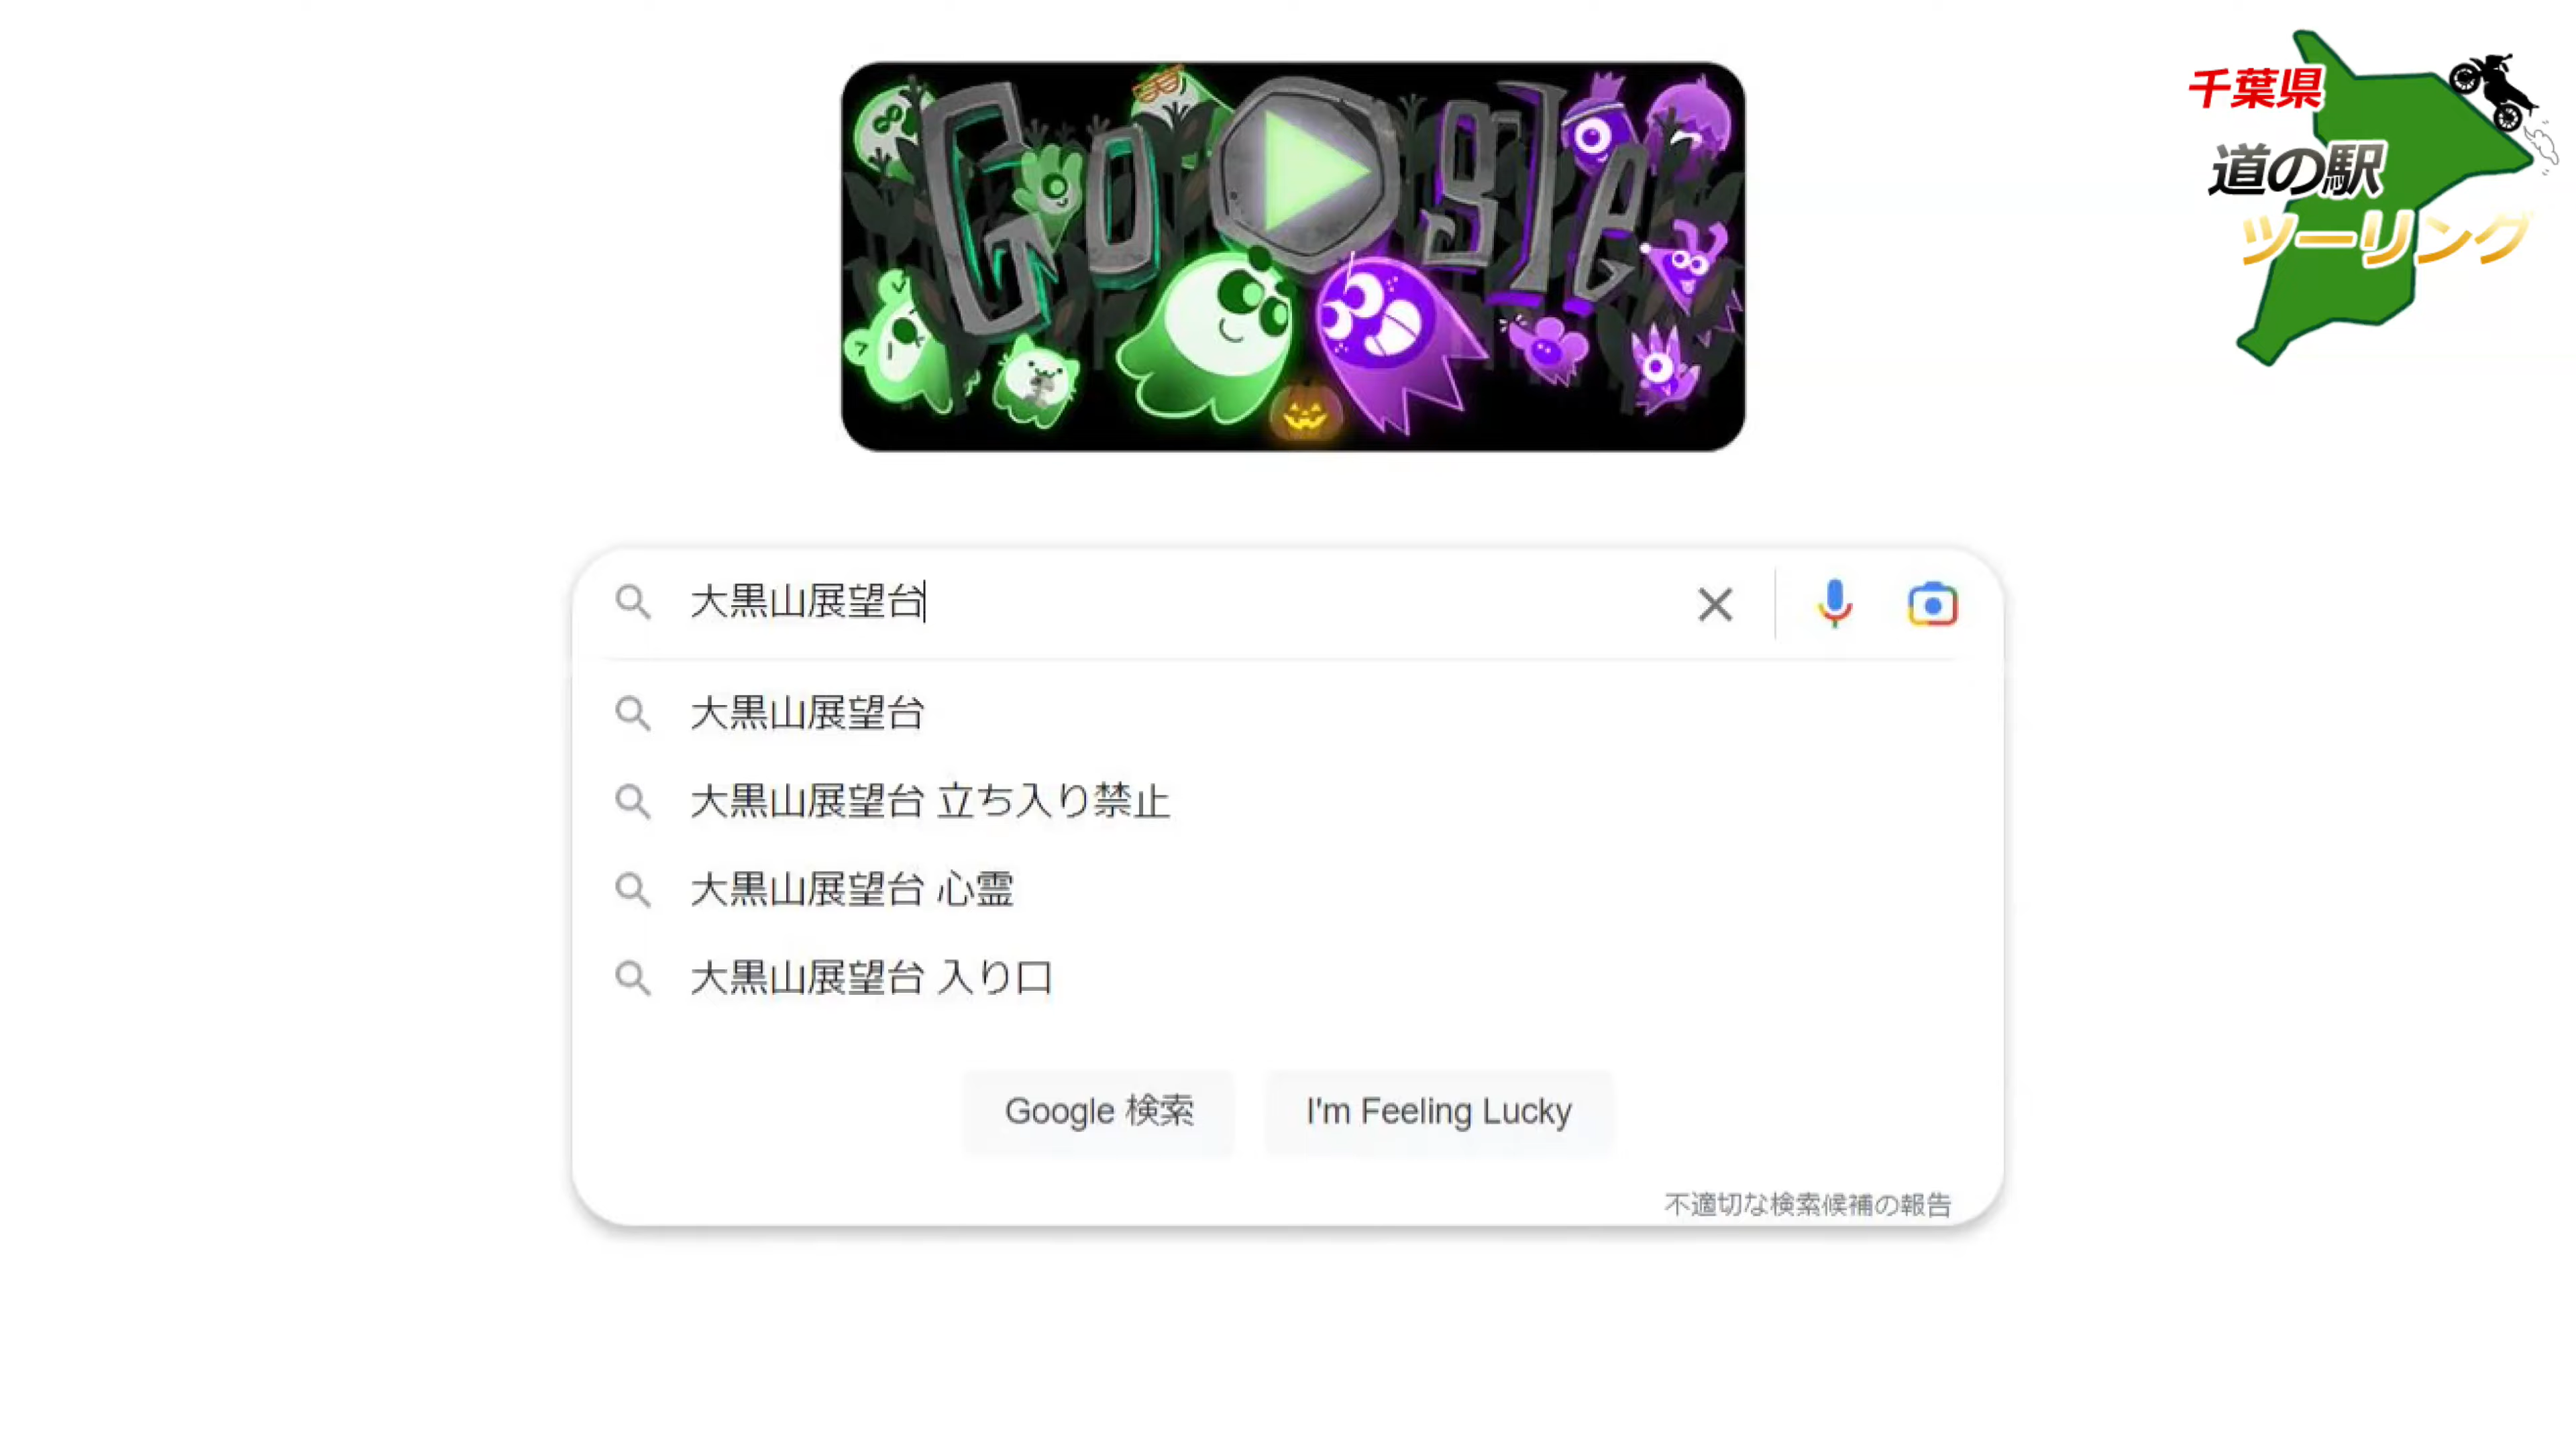 Google
千葉県
道の駅
ツーリング
大黒山展望台
大黒山展望台
大黒山展望台 立ち入り禁止
大黒山展望台 心霊
大黒山展望台 入り口
Google 検索
I'm Feeling Lucky
不適切な検索候補の報告